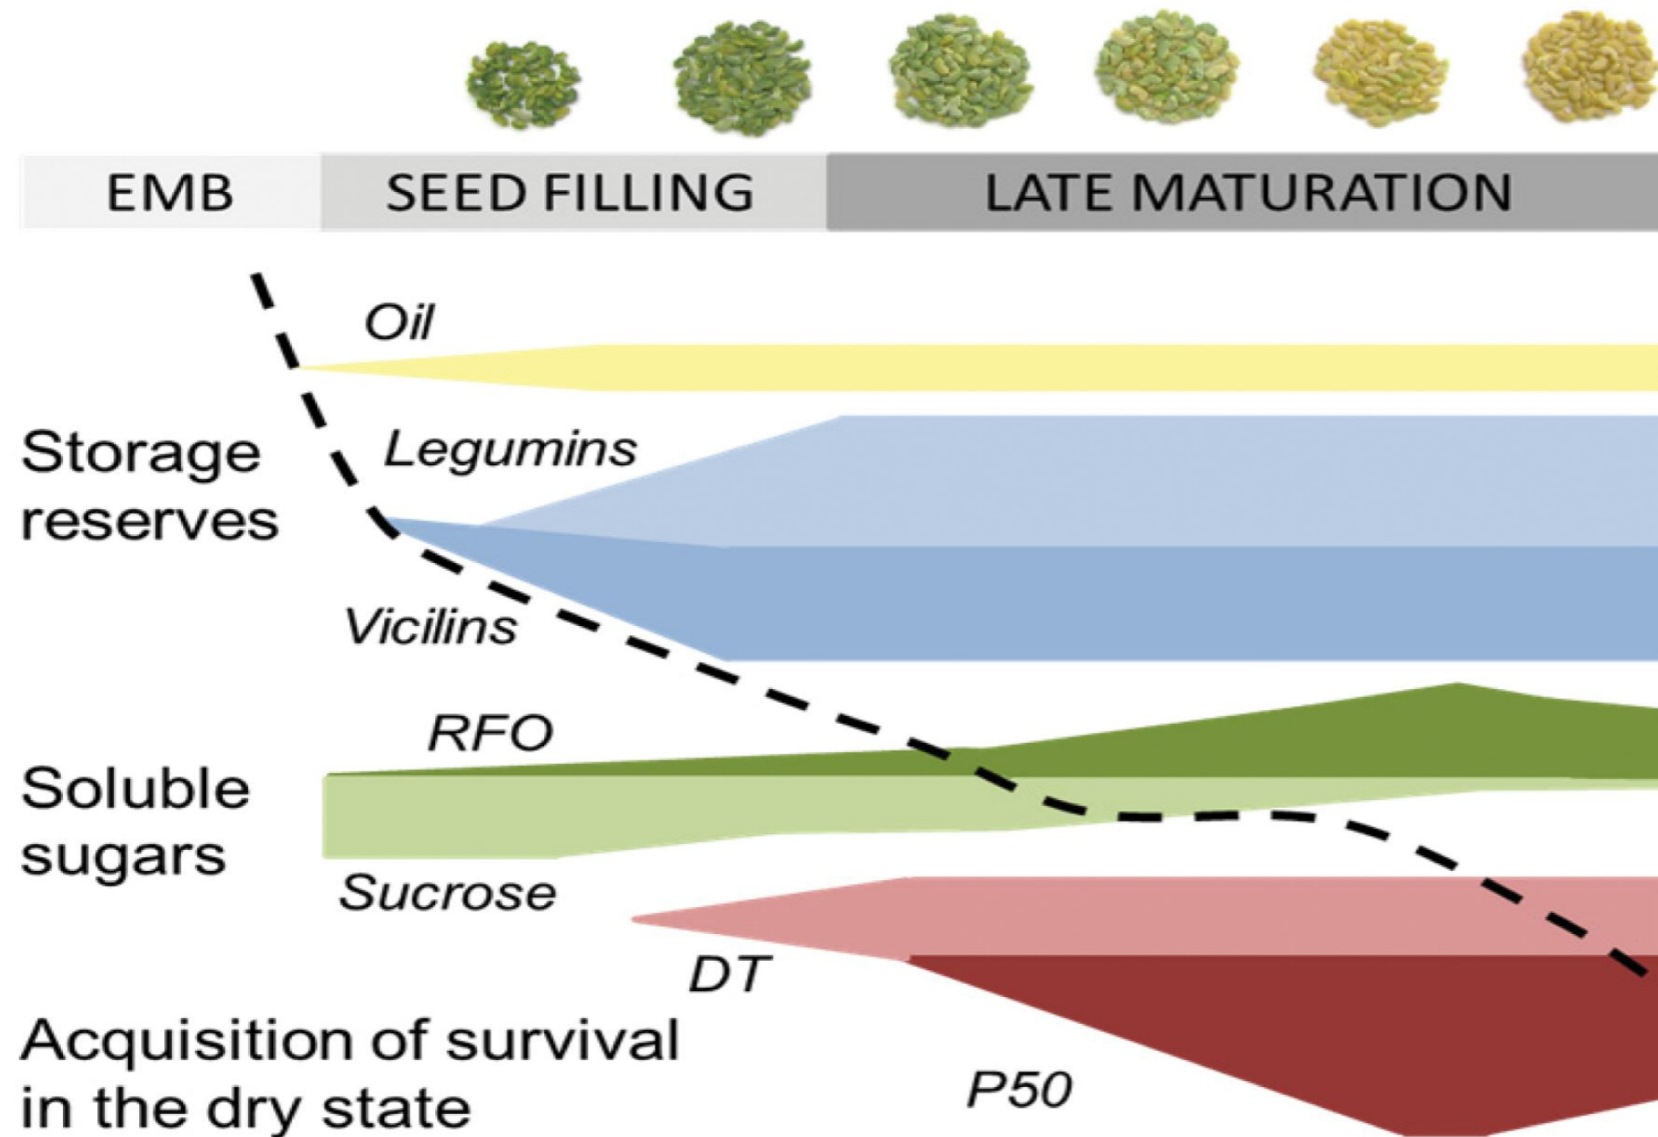 EMB
SEED FILLING
LATE MATURATION
Oil
Storage
reserves
Legumins
Vicilins
RFO
Soluble
sugars
Sucrose
DT
Acquisition of survival
in the dry state
P50